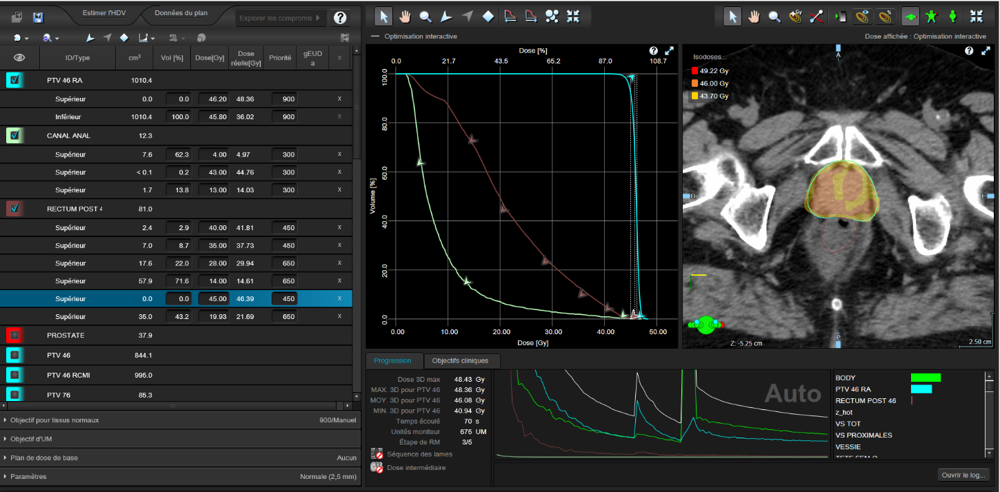 Estimer l'HDV
Données du plan
Explorer les compromis
?
Gy
%
Optimisation interactive
Dose affichée : Optimisation interactive
ID/Type cm³ Vol [%] Dose[Gy] Dose réelle[Gy] Priorité gEUD a X
PTV 46 RA 1010.4
Supérieur 0.0 0.0 46.20 48.36 900 X
Inférieur 1010.4 100.0 45.80 36.02 900 X
CANAL ANAL 12.3
Supérieur 7.6 62.3 4.00 4.97 300 X
Supérieur < 0.1 0.2 43.00 44.76 300 X
Supérieur 1.7 13.8 13.00 14.03 300 X
RECTUM POST 4 81.0
Supérieur 2.4 2.9 40.00 41.81 450 X
Supérieur 7.0 8.7 35.00 37.73 450 X
Supérieur 17.6 22.0 28.00 29.94 650 X
Supérieur 57.9 71.6 14.00 14.61 650 X
Supérieur 0.0 0.0 45.00 46.39 450 X
Supérieur 35.0 43.2 19.93 21.69 650 X
PROSTATE 37.9
PTV 46 844.1
PTV 46 RCMI 995.0
PTV 76 85.3
Objectif pour tissus normaux 900/Manuel
Objectif d'UM
Plan de dose de base Aucun
Paramètres Normale (2,5 mm)
Dose [%]
?
0.0 21.7 43.5 65.2 87.0 108.7
100.0
80.0
60.0
Volume [%]
40.0
20.0
0.0
0.00 10.00 20.00 30.00 40.00 50.00
Dose [Gy]
Isodoses...
49.22 Gy
46.00 Gy
43.70 Gy
A
?
D
L
P
Z: -5.25 cm
2.50 cm
Progression
Objectifs cliniques
Dose 3D max 48.43 Gy
MAX. 3D pour PTV 46 48.36 Gy
MOY. 3D pour PTV 46 46.08 Gy
MIN. 3D pour PTV 46 40.94 Gy
Temps écoulé 70 s
Unités moniteur 675 UM
Étape de RM 3/5
Séquence des lames
Dose intermédiaire
Auto
BODY
PTV 46 RA
RECTUM POST 46
z_hot
VS TOT
VS PROXIMALES
VESSIE
Ouvrir le log...